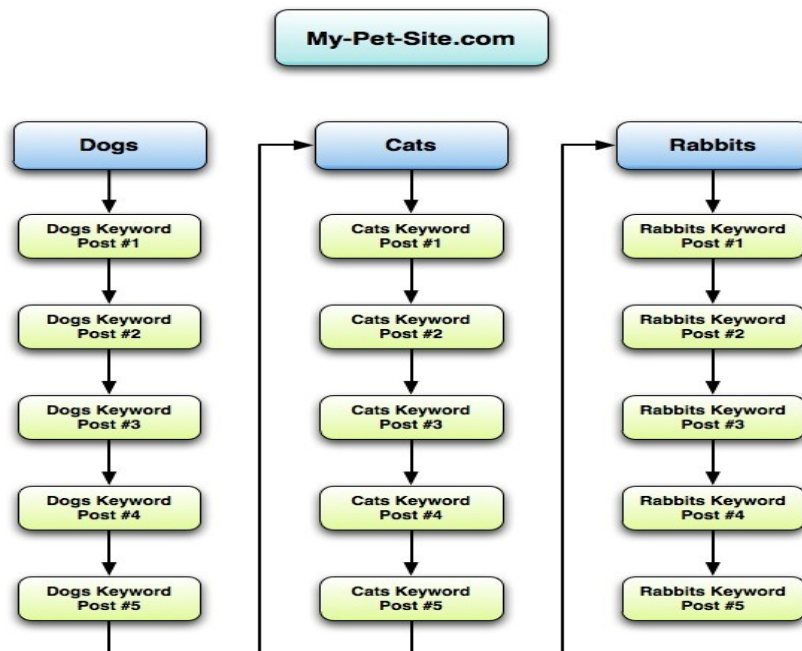 My-Pet-Site.com
Dogs
Cats
Rabbits
Dogs Keyword
Post #1
Cats Keyword
Post #1
Rabbits Keyword
Post #1
Dogs Keyword
Post #2
Cats Keyword
Post #2
Rabbits Keyword
Post #2
Dogs Keyword
Post #3
Cats Keyword
Post #3
Rabbits Keyword
Post #3
Dogs Keyword
Post #4
Cats Keyword
Post #4
Rabbits Keyword
Post #4
Dogs Keyword
Post #5
Cats Keyword
Post #5
Rabbits Keyword
Post #5